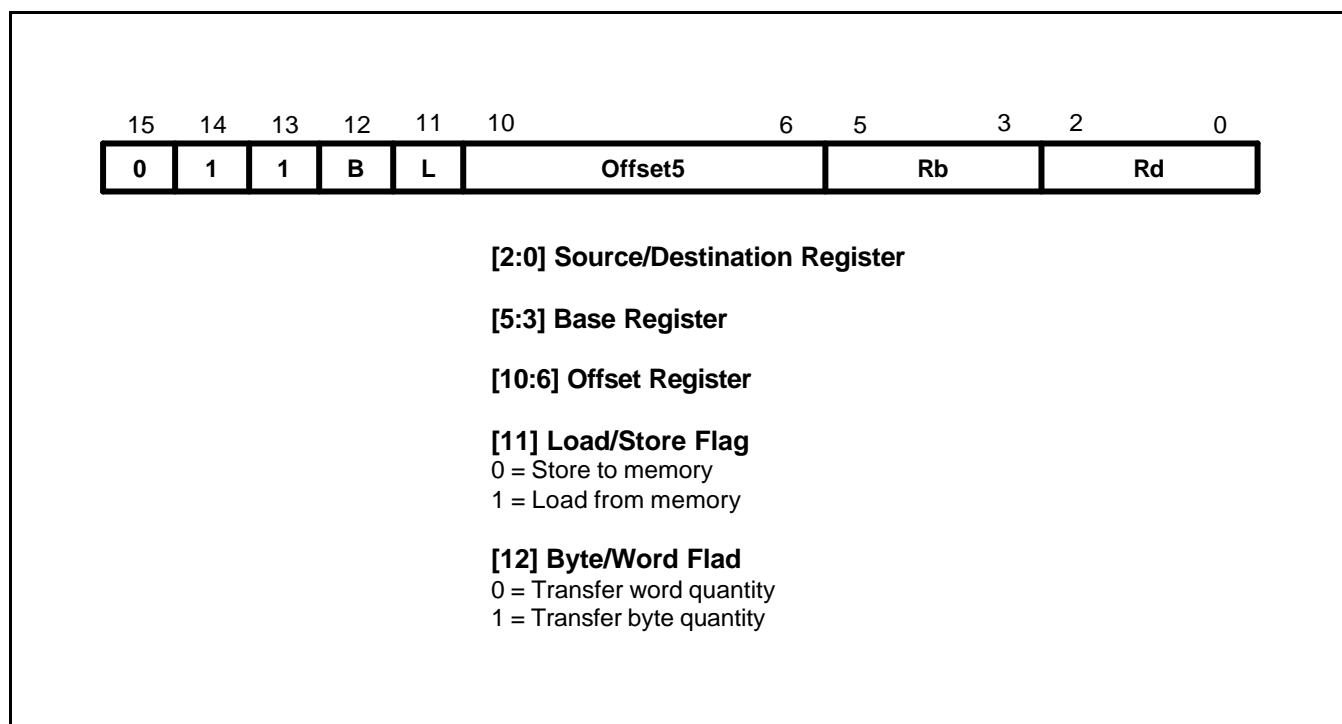 15 14 13 12 11 10 6 5 3 2 0
0 1 1 B L Offset5 Rb Rd
[2:0] Source/Destination Register
[5:3] Base Register
[10:6] Offset Register
[11] Load/Store Flag
0 = Store to memory
1 = Load from memory
[12] Byte/Word Flad
0 = Transfer word quantity
1 = Transfer byte quantity